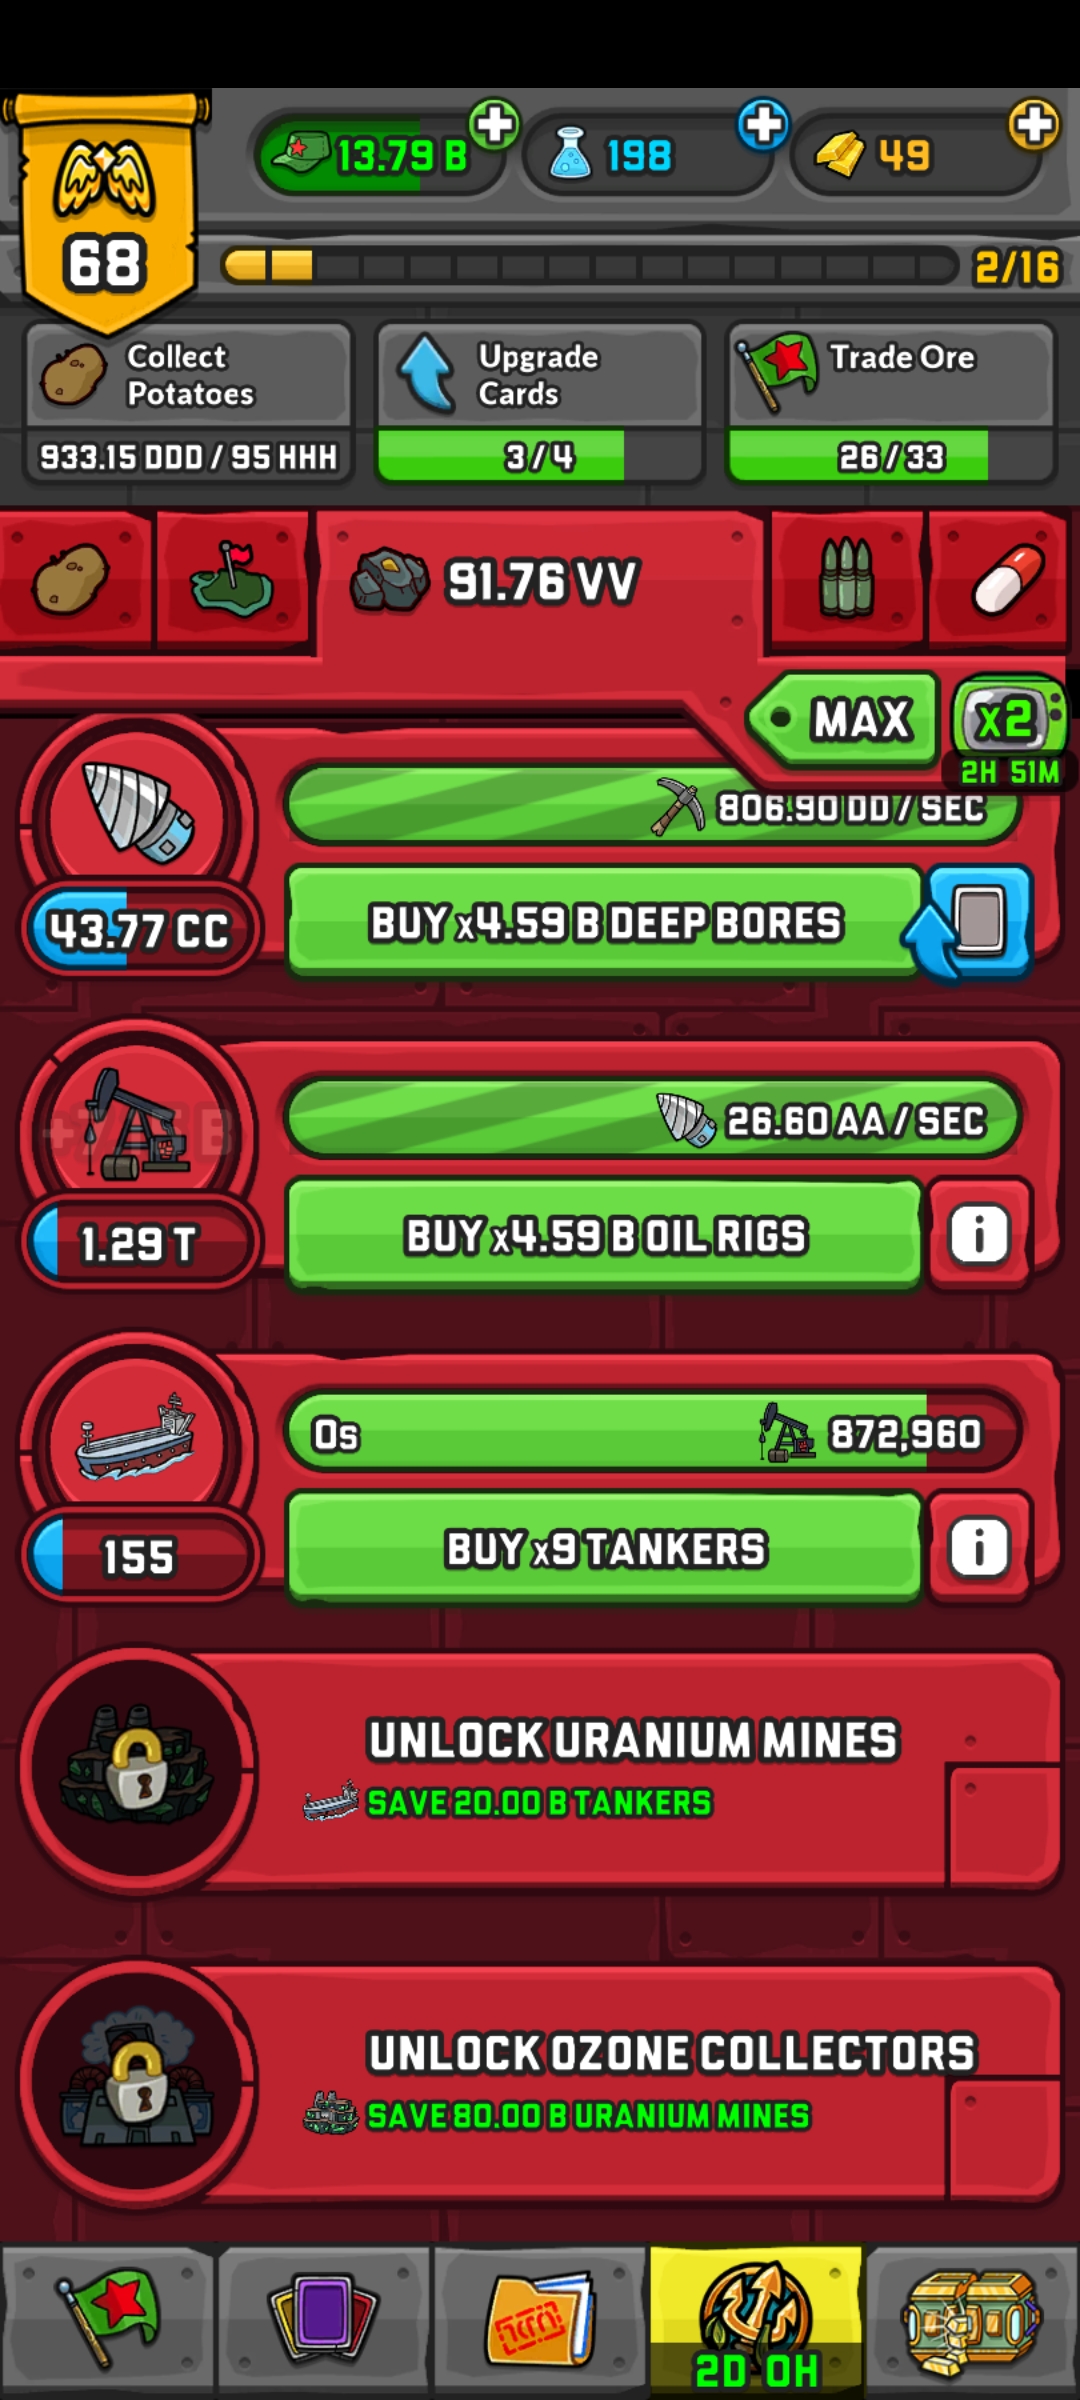 13.79 B
198
49
68
2/16
Collect
Potatoes
933.15 DDD / 95 HHH
Upgrade
Cards
3/4
Trade Ore
26/33
91.76 VV
MAX
x2
2H 51M
806.90 DD / SEC
43.77 CC
BUY x4.59 B DEEP BORES
26.60 AA / SEC
1.29 T
BUY x4.59 B OIL RIGS
i
0s
872,960
155
BUY x9 TANKERS
i
UNLOCK URANIUM MINES
SAVE 20.00 B TANKERS
UNLOCK OZONE COLLECTORS
SAVE 80.00 B URANIUM MINES
2D 0H